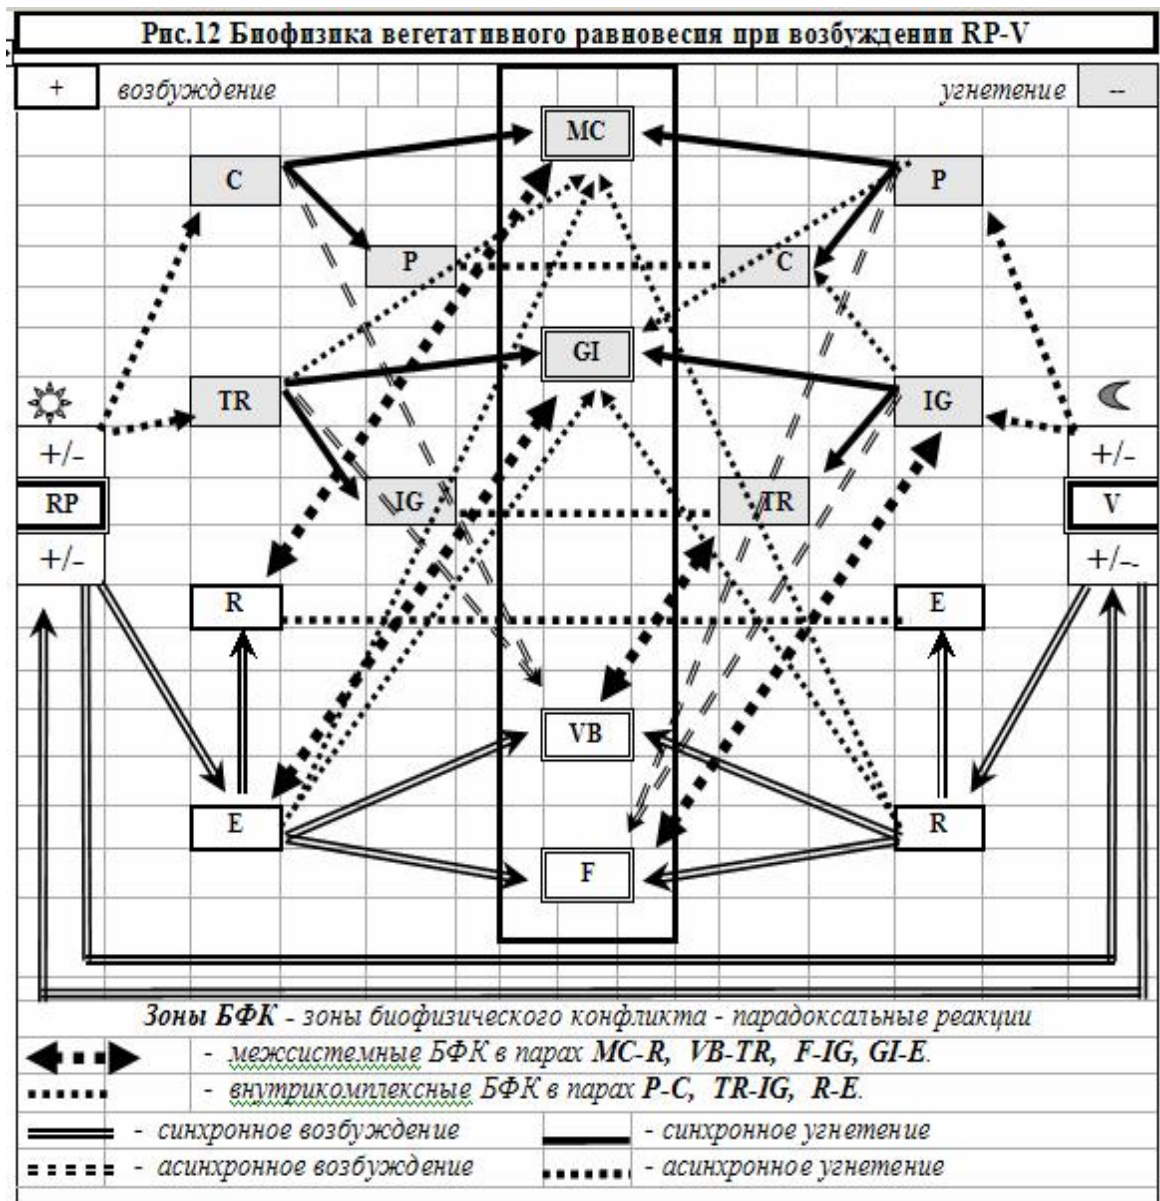 Рис.12 Биофизика вегетативного равновесия при возбуждении RP-V
+ возбуждение
угнетение --
MC
C
P
P
C
GI
TR
IG
+/-
+/-
RP
IG
TR
V
+/-
+/--
R
E
VB
E
R
F
Зоны БФК - зоны биофизического конфликта - парадоксальные реакции
- межсистемные БФК в парах MC-R, VB-TR, F-IG, GI-E.
- внутрикомплексные БФК в парах P-C, TR-IG, R-E.
- синхронное возбуждение - синхронное угнетение
- асинхронное возбуждение - асинхронное угнетение